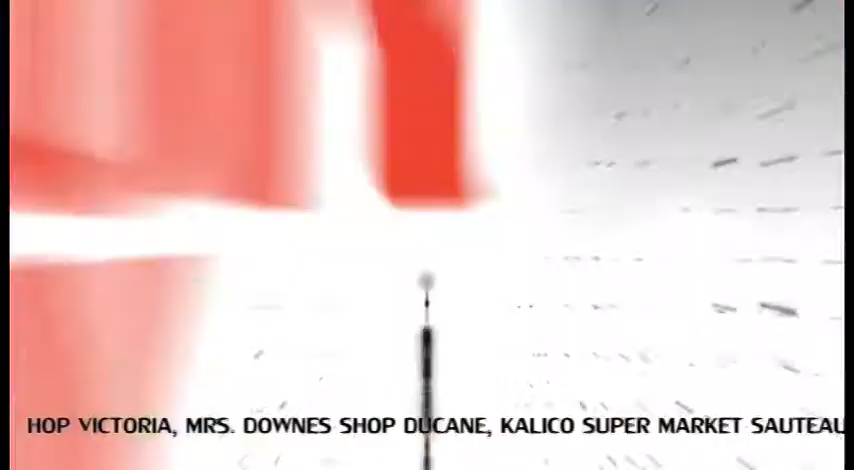 HOP VICTORIA, MRS. DOWNES SHOP DUCANE, KALICO SUPER MARKET SAUTEAU